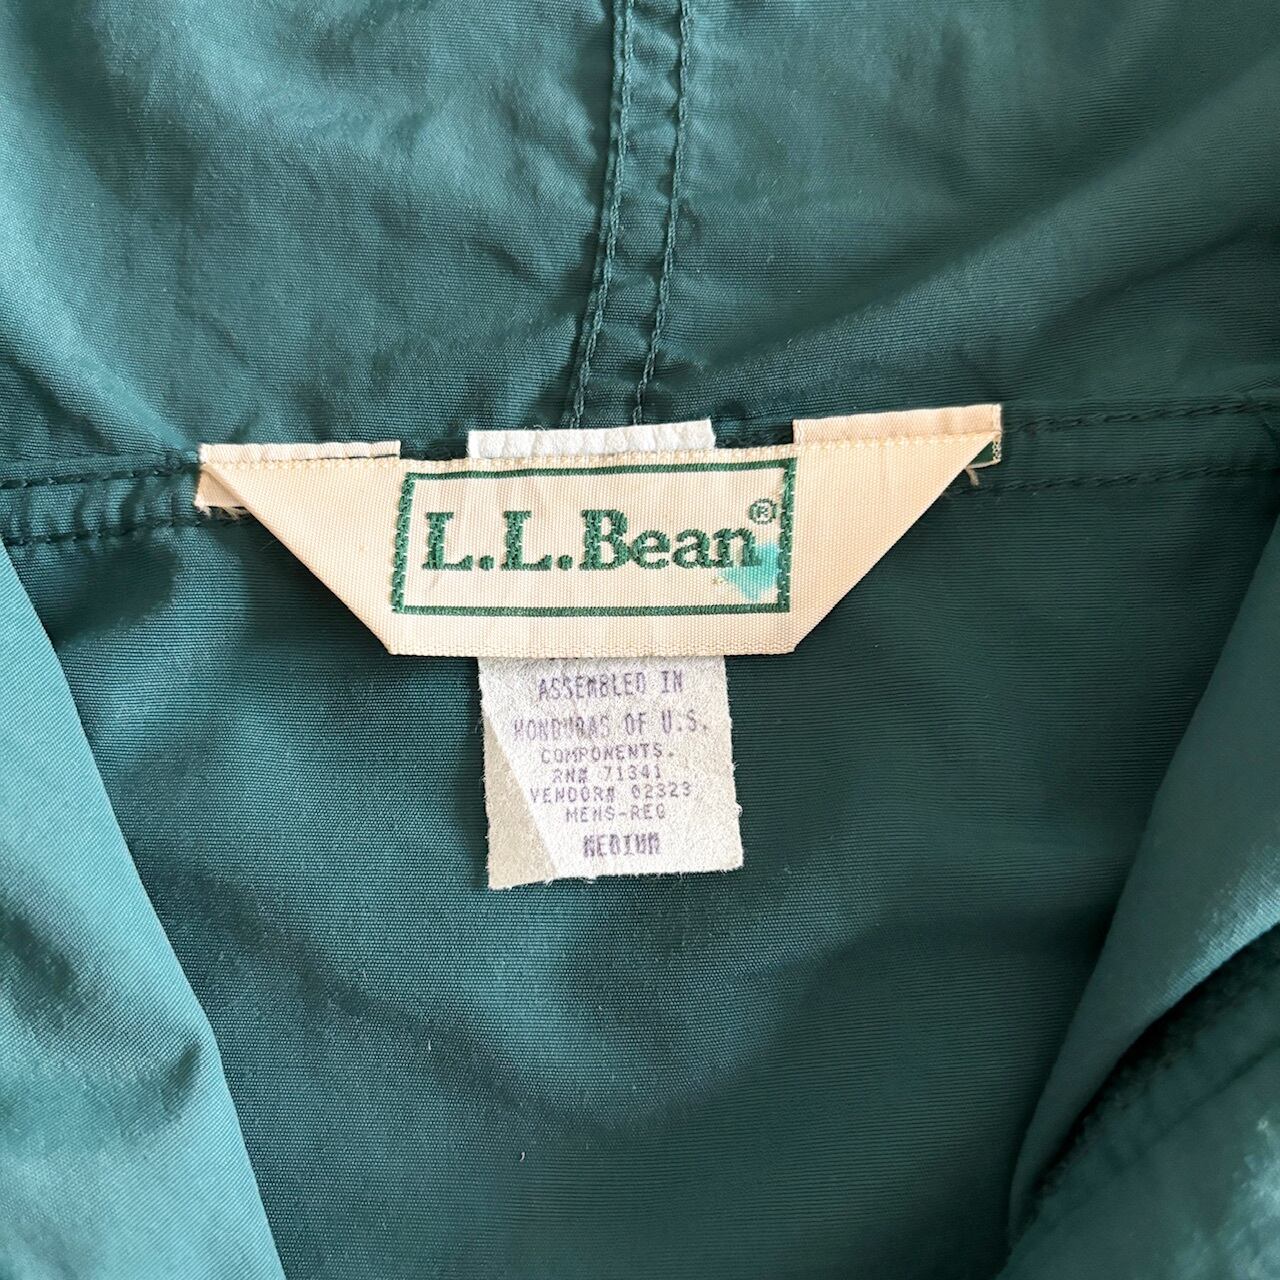 L.L.Bean®
ASSEMBLED IN
HONDURAS OF U.S.
COMPONENTS.
RN# 71341
VENDOR# 02323
MENS-REG
MEDIUM